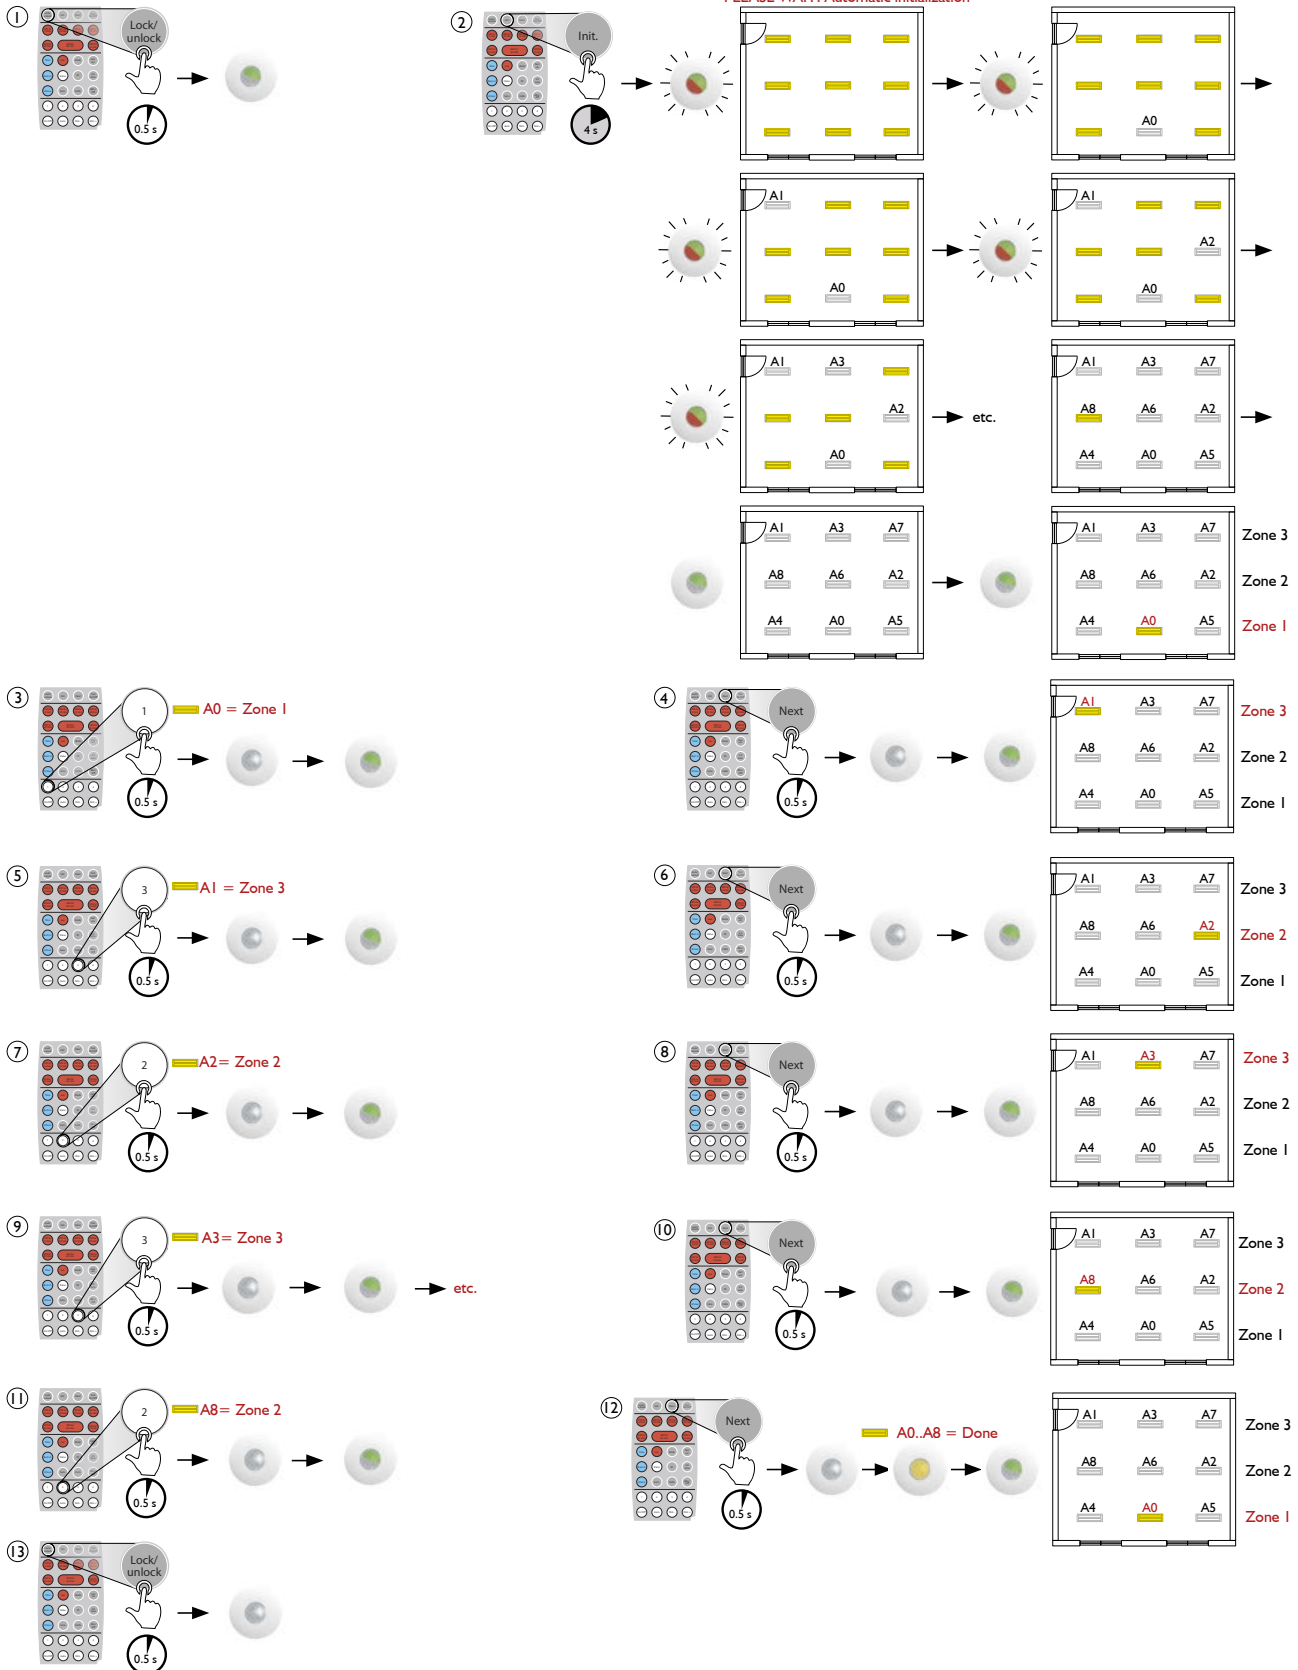 PLEASE WAIT: Automatic initialization
1
Lock/
unlock
0.5 s
2
Init.
4 s
A0
A1
A0
A1
A2
A0
A1 A3
A2
A0
etc.
A1 A3 A7
A8 A6 A2
A4 A0 A5
A1 A3 A7
A8 A6 A2
A4 A0 A5
A1 A3 A7 Zone 3
A8 A6 A2 Zone 2
A4 A0 A5 Zone 1
3
1
A0 = Zone 1
0.5 s
4
Next
0.5 s
A1 A3 A7 Zone 3
A8 A6 A2 Zone 2
A4 A0 A5 Zone 1
5
3
A1 = Zone 3
0.5 s
6
Next
0.5 s
A1 A3 A7 Zone 3
A8 A6 A2 Zone 2
A4 A0 A5 Zone 1
7
2
A2= Zone 2
0.5 s
8
Next
0.5 s
A1 A3 A7 Zone 3
A8 A6 A2 Zone 2
A4 A0 A5 Zone 1
9
3
A3= Zone 3
0.5 s
etc.
10
Next
0.5 s
A1 A3 A7 Zone 3
A8 A6 A2 Zone 2
A4 A0 A5 Zone 1
11
2
A8= Zone 2
0.5 s
12
Next
0.5 s
A0..A8 = Done
A1 A3 A7 Zone 3
A8 A6 A2 Zone 2
A4 A0 A5 Zone 1
13
Lock/
unlock
0.5 s